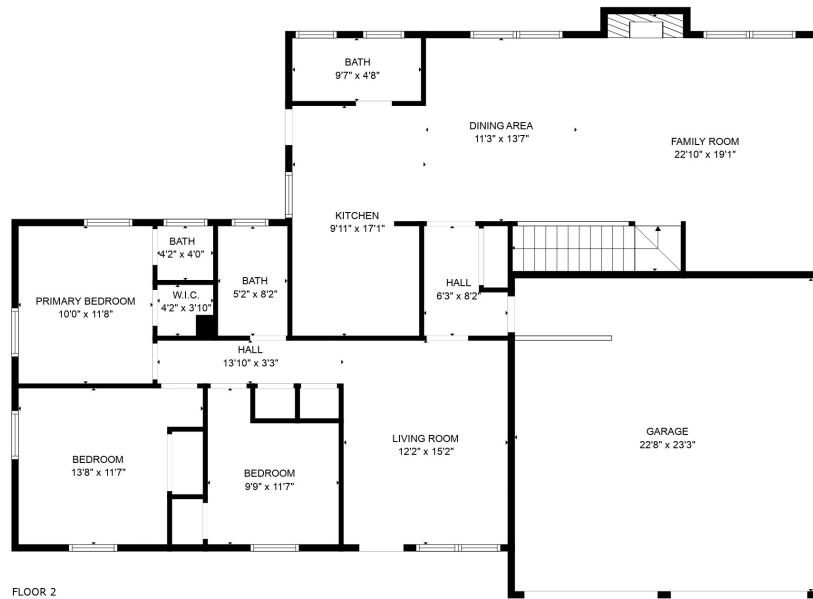 BATH
9'7" x 4'8"
DINING AREA
11'3" x 13'7"
FAMILY ROOM
22'10" x 19'1"
KITCHEN
9'11" x 17'1"
BATH
4'2" x 4'0"
BATH
5'2" x 8'2"
HALL
6'3" x 8'2"
PRIMARY BEDROOM
10'0" x 11'8"
W.I.C.
4'2" x 3'10"
HALL
13'10" x 3'3"
LIVING ROOM
12'2" x 15'2"
GARAGE
22'8" x 23'3"
BEDROOM
13'8" x 11'7"
BEDROOM
9'9" x 11'7"
FLOOR 2